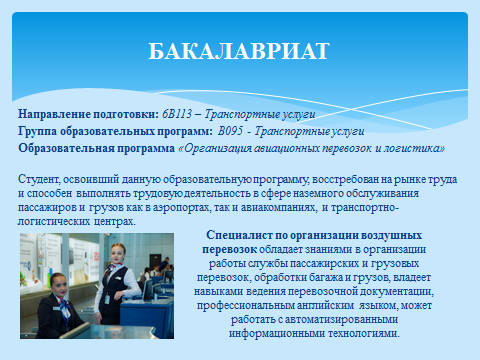 БАКАЛАВРИАТ
Направление подготовки: 6В113 – Транспортные услуги
Группа образовательных программ: В095 - Транспортные услуги
Образовательная программа «Организация авиационных перевозок и логистика»
Студент, освоивший данную образовательную программу, востребован на рынке труда
и способен выполнять трудовую деятельность в сфере наземного обслуживания
пассажиров и грузов как в аэропортах, так и авиакомпаниях, и транспортно-
логистических центрах.
Специалист по организации воздушных
перевозок обладает знаниями в организации
работы службы пассажирских и грузовых
перевозок, обработки багажа и грузов, владеет
навыками ведения перевозочной документации,
профессиональным английским языком, может
работать с автоматизированными
информационными технологиями.